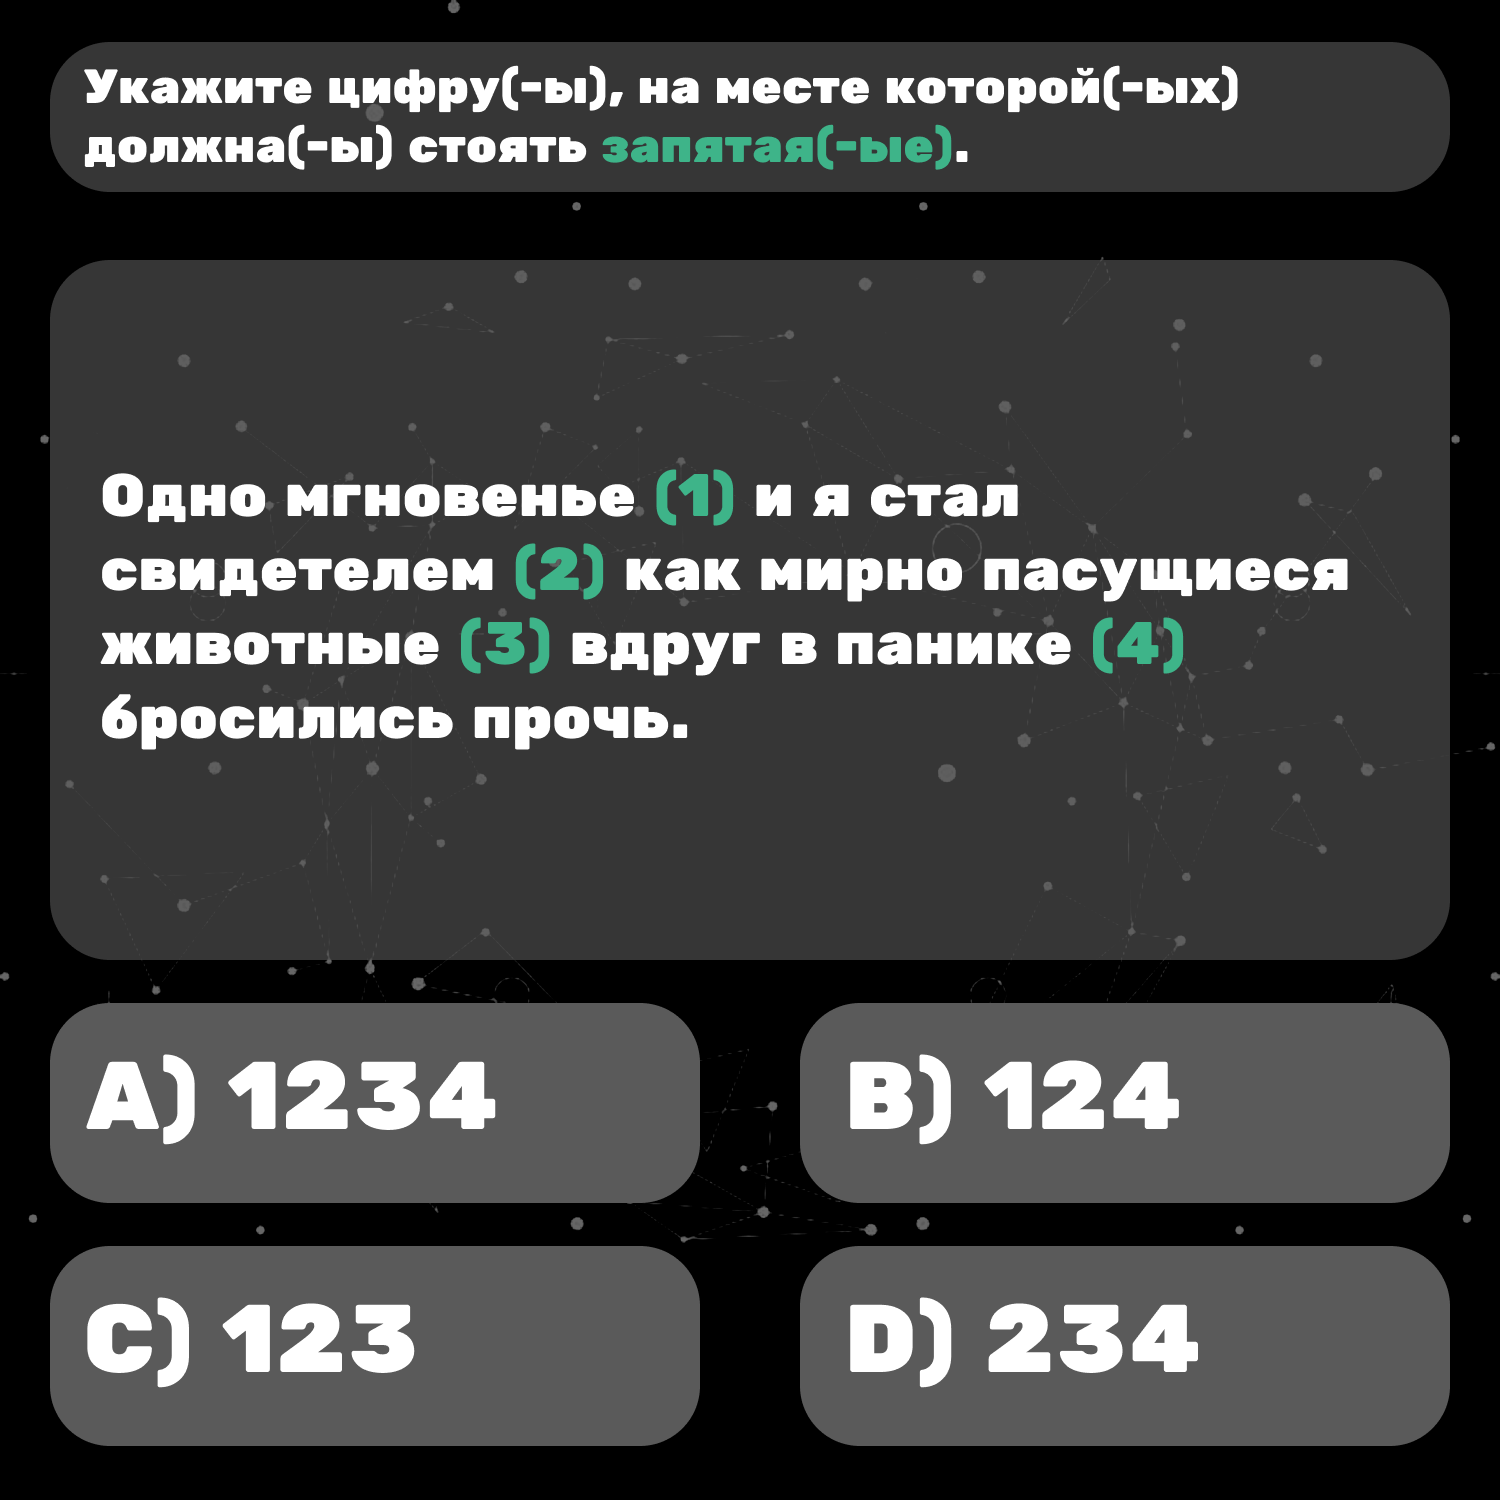 Укажите цифру(-ы), на месте которой(-ых)
должна(-ы) стоять запятая(-ые).
Одно мгновенье (1) и я стал
свидетелем (2) как мирно пасущиеся
животные (3) вдруг в панике (4)
бросились прочь.
A) 1234
B) 124
C) 123
D) 234